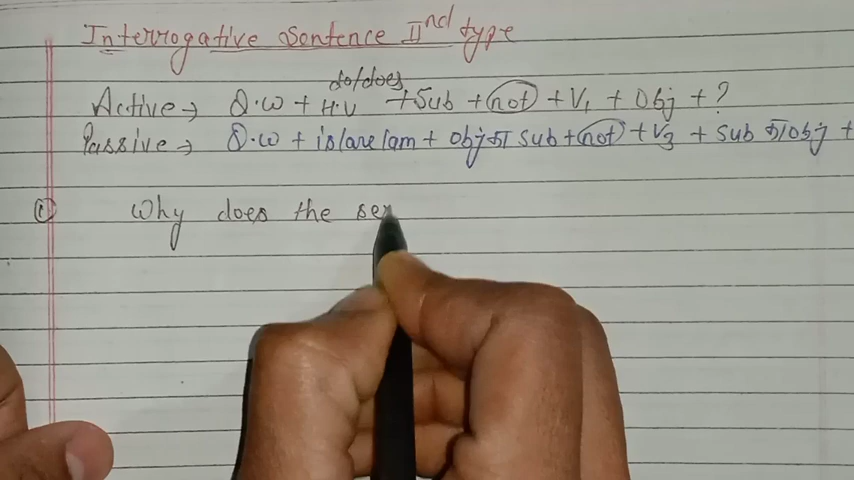 Interrogative Sentence IInd type
do/does
Active → Q.w + H.V + Sub + not + V1 + Obj + ?
Passive → Q.w + is/are/am + Obj का Sub + not + V3 + Sub का Obj +
① Why does the ser